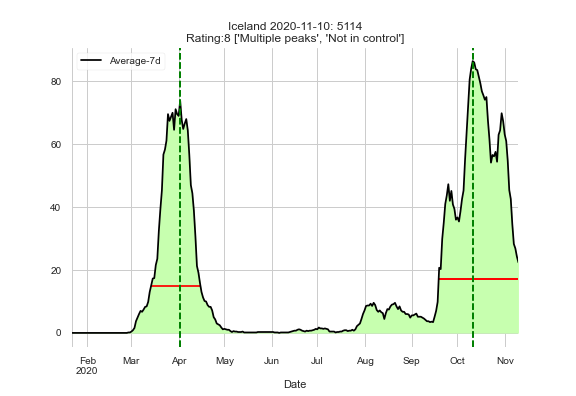 Iceland 2020-11-10: 5114
Rating:8 ['Multiple peaks', 'Not in control']
Average-7d
80
60
40
20
0
Feb Mar Apr May Jun Jul Aug Sep Oct Nov
2020
Date